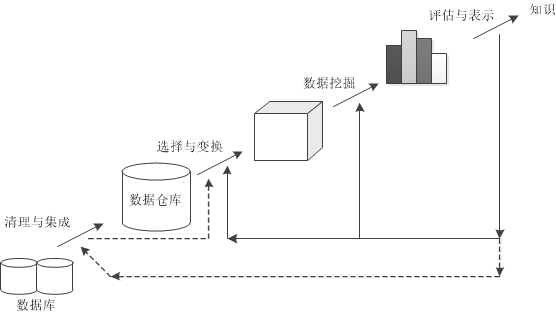 知识
评估与表示
数据挖掘
选择与变换
数据仓库
清理与集成
数据库